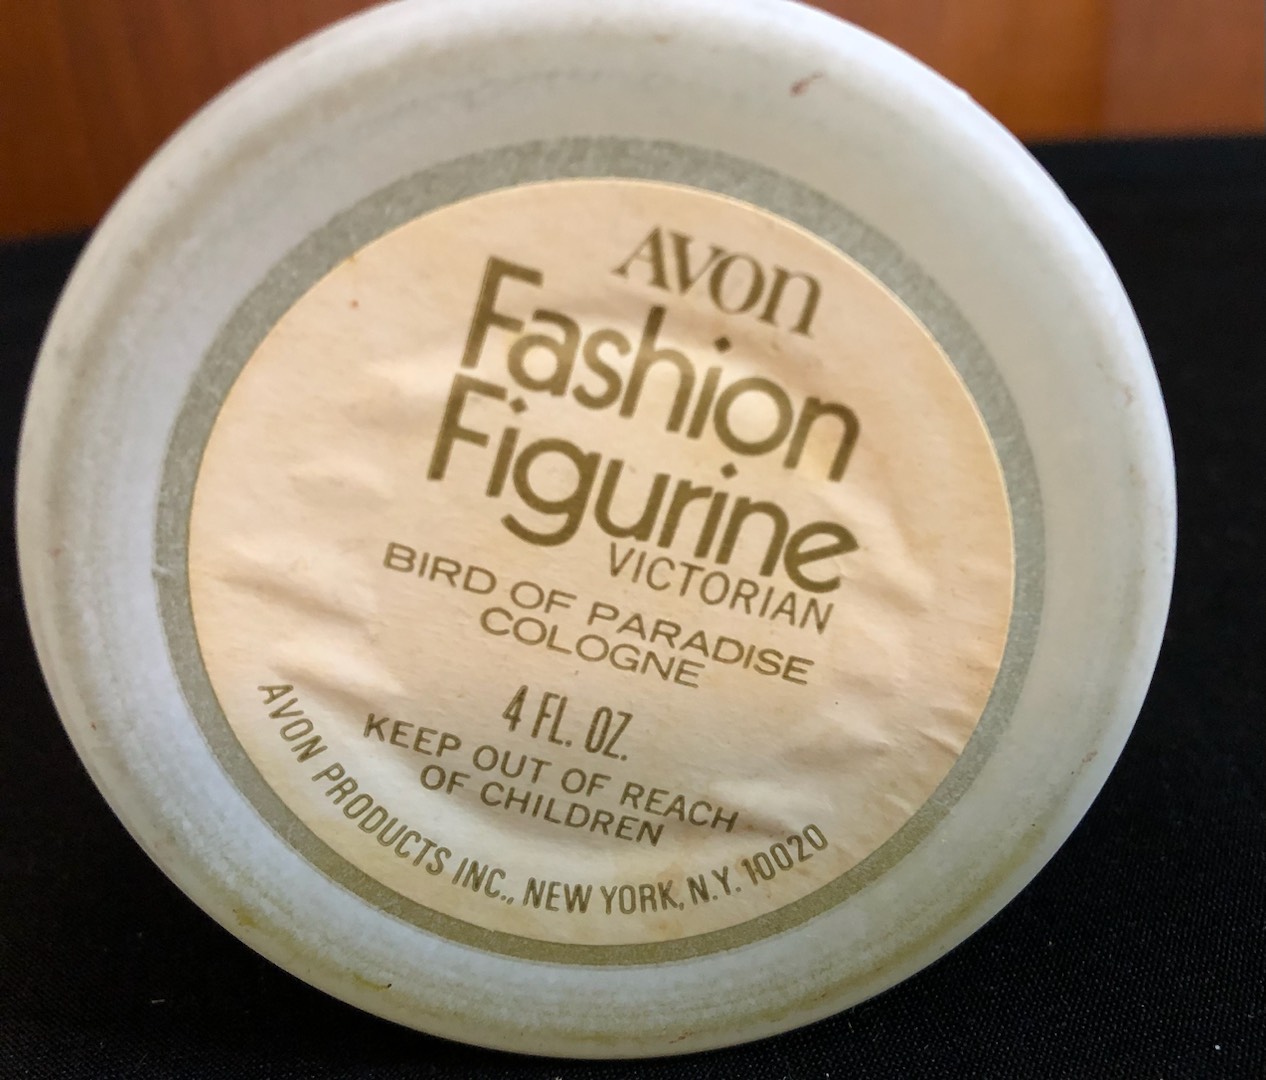 AVON
Fashion
Figurine
VICTORIAN
BIRD OF PARADISE
COLOGNE
4 FL. OZ.
KEEP OUT OF REACH
OF CHILDREN
AVON PRODUCTS INC., NEW YORK, N.Y. 10020